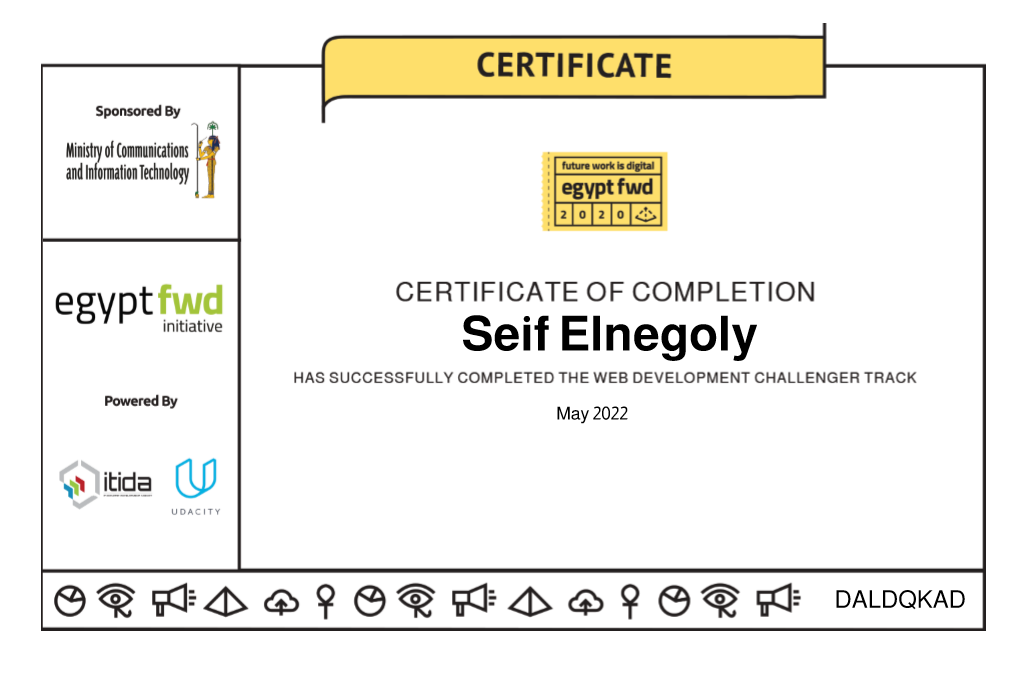 CERTIFICATE
Sponsored By
Ministry of Communications
and Information Technology
future work is digital
egypt fwd
2 0 2 0
egypt fwd
initiative
CERTIFICATE OF COMPLETION
Seif Elnegoly
HAS SUCCESSFULLY COMPLETED THE WEB DEVELOPMENT CHALLENGER TRACK
May 2022
Powered By
itida
UDACITY
DALDQKAD